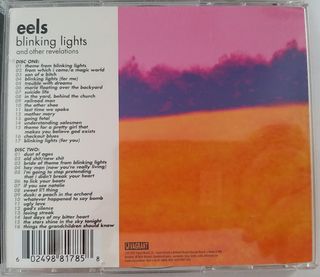 eels
blinking lights
and other revelations
DISC ONE:
01 theme from blinking lights
02 from which i came/a magic world
03 son of a bitch
04 blinking lights (for me)
05 trouble with dreams
06 marie floating over the backyard
07 suicide life
08 in the yard, behind the church
09 railroad man
10 the other shoe
11 last time we spoke
12 mother mary
13 going fetal
14 understanding salesmen
15 theme for a pretty girl that
makes you believe god exists
16 checkout blues
17 blinking lights (for you)
DISC TWO:
01 dust of ages
02 old shit/new shit
03 bride of theme from blinking lights
04 hey man (now you're really living)
05 i'm going to stop pretending
that i didn't break your heart
06 to lick your boots
07 if you see natalie
08 sweet li'l thing
09 dusk: a peach in the orchard
10 whatever happened to soy bomb
11 ugly love
12 god's silence
13 losing streak
14 last days of my bitter heart
15 the stars shine in the sky tonight
16 things the grandchildren should know
6 02498 81785 8
VAGRANT